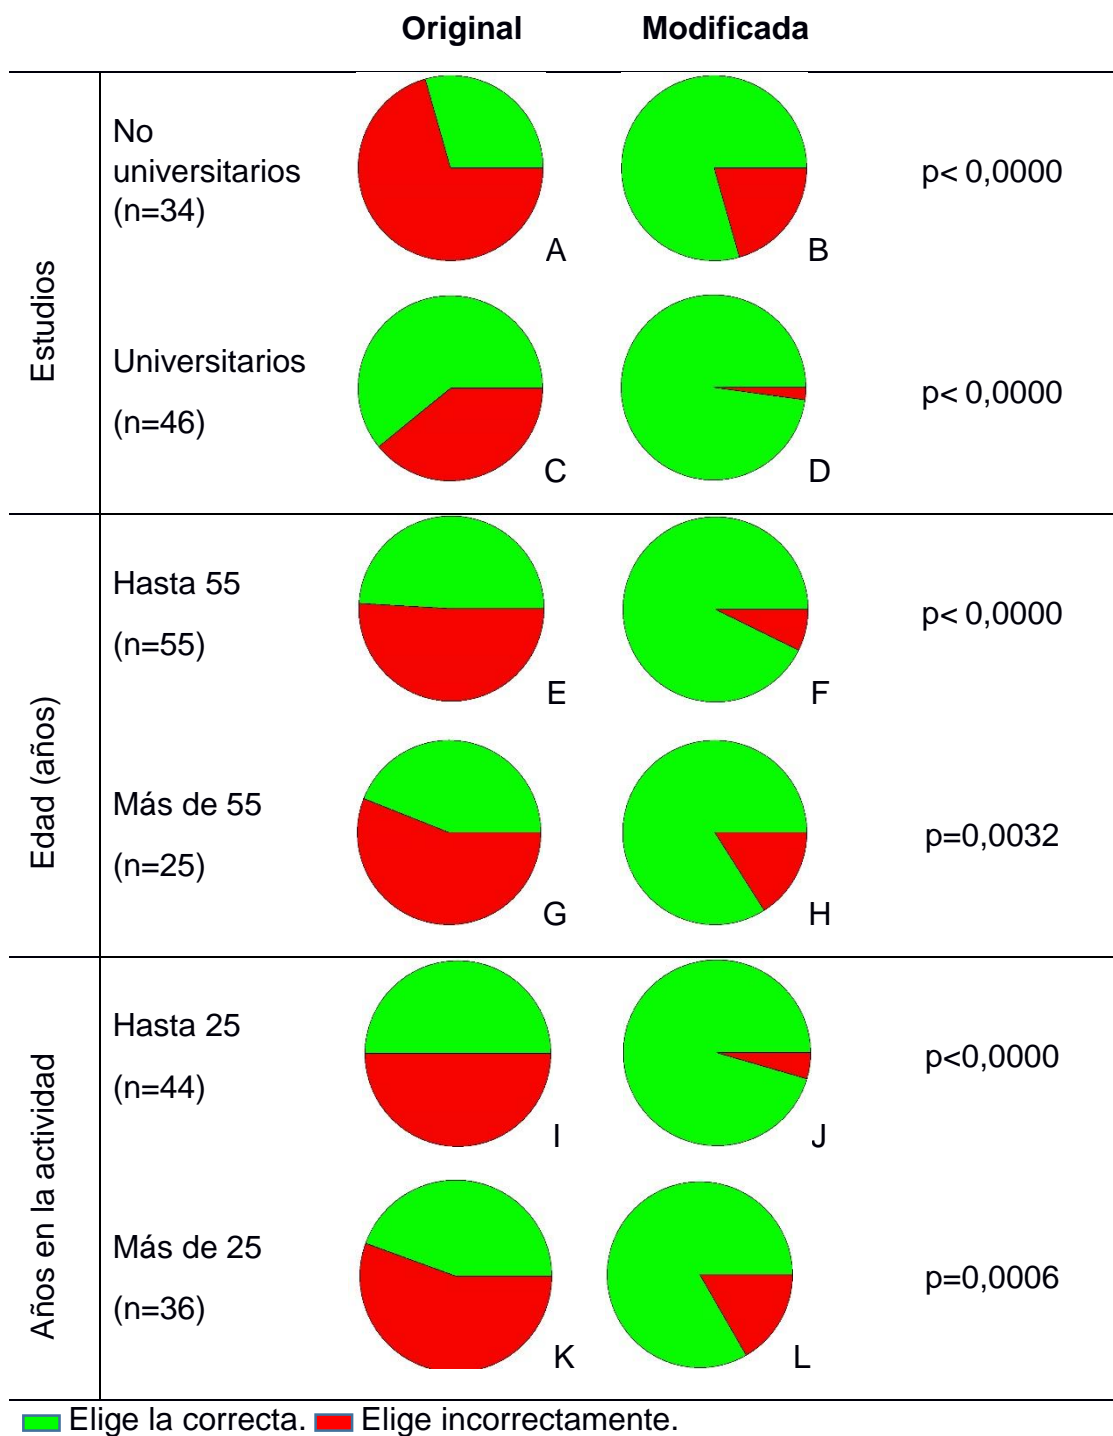 Original Modificada
Estudios
No
universitarios
(n=34)
A
B
p< 0,0000
Universitarios
(n=46)
C
D
p< 0,0000
Edad (años)
Hasta 55
(n=55)
E
F
p< 0,0000
Más de 55
(n=25)
G
H
p=0,0032
Años en la actividad
Hasta 25
(n=44)
I
J
p<0,0000
Más de 25
(n=36)
K
L
p=0,0006
Elige la correcta. Elige incorrectamente.